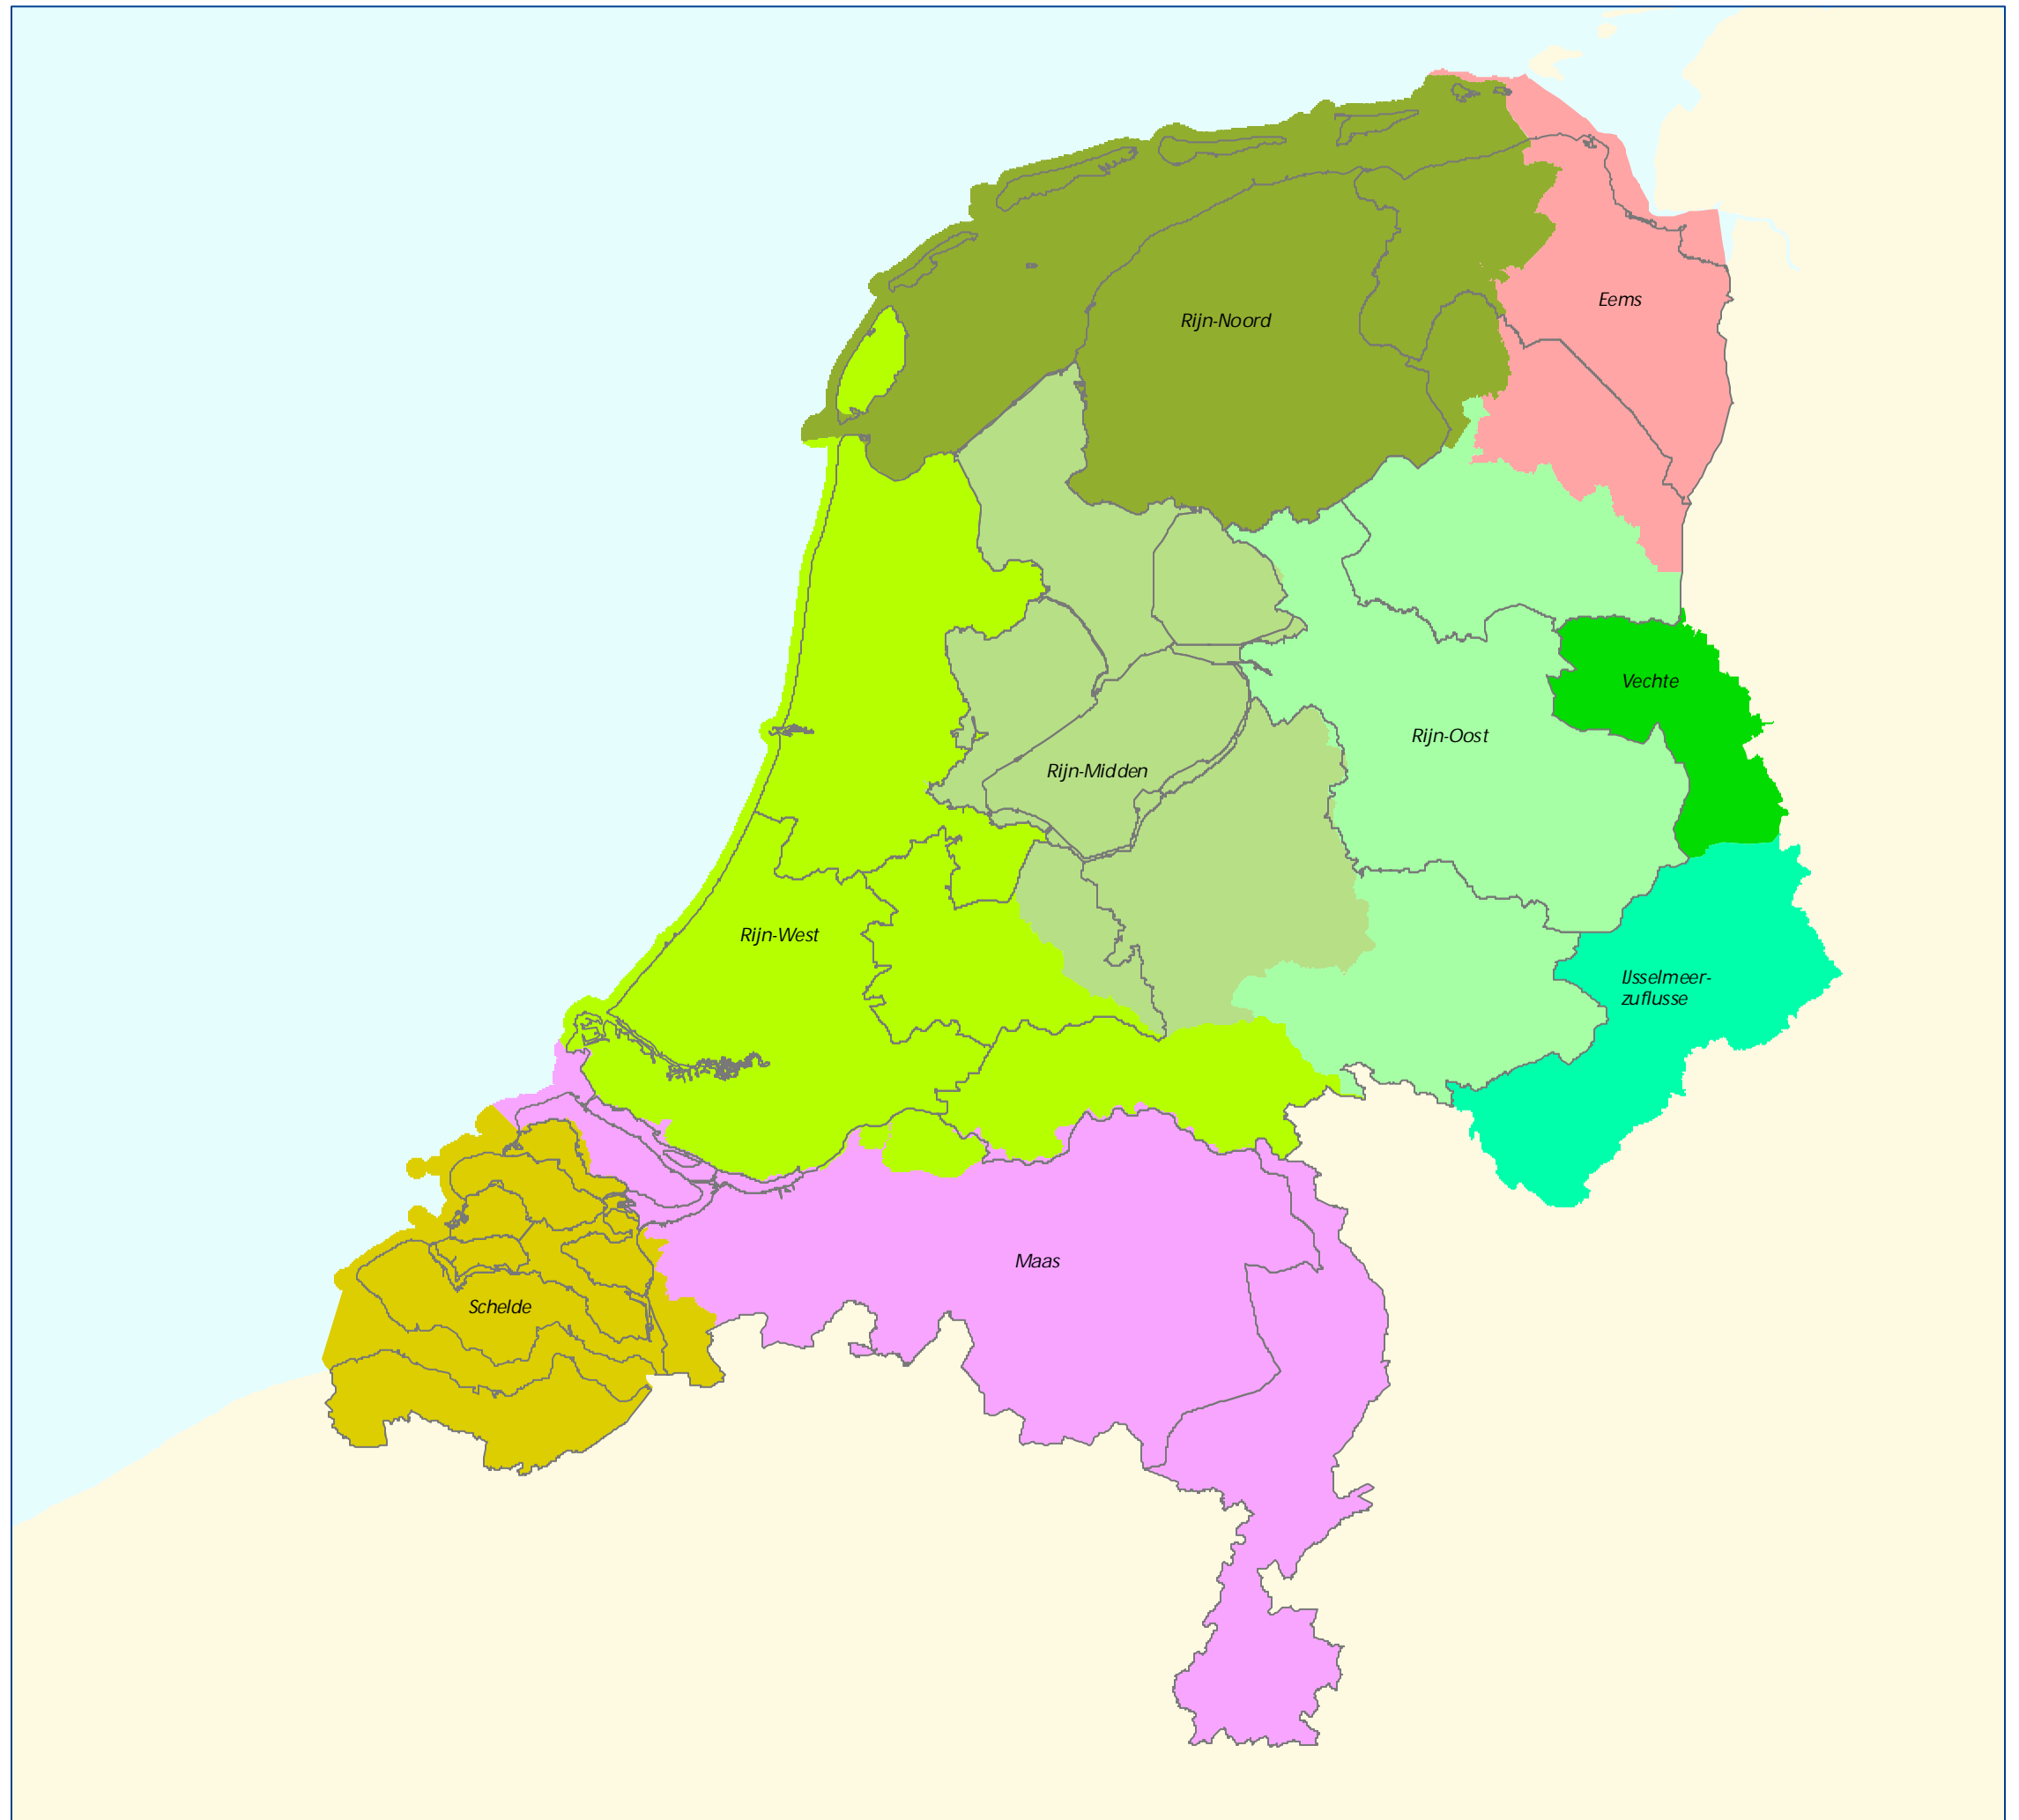 Eems
Rijn-Noord
Vechte
Rijn-Oost
Rijn-Midden
Rijn-West
IJsselmeer-
zuflusse
Maas
Schelde